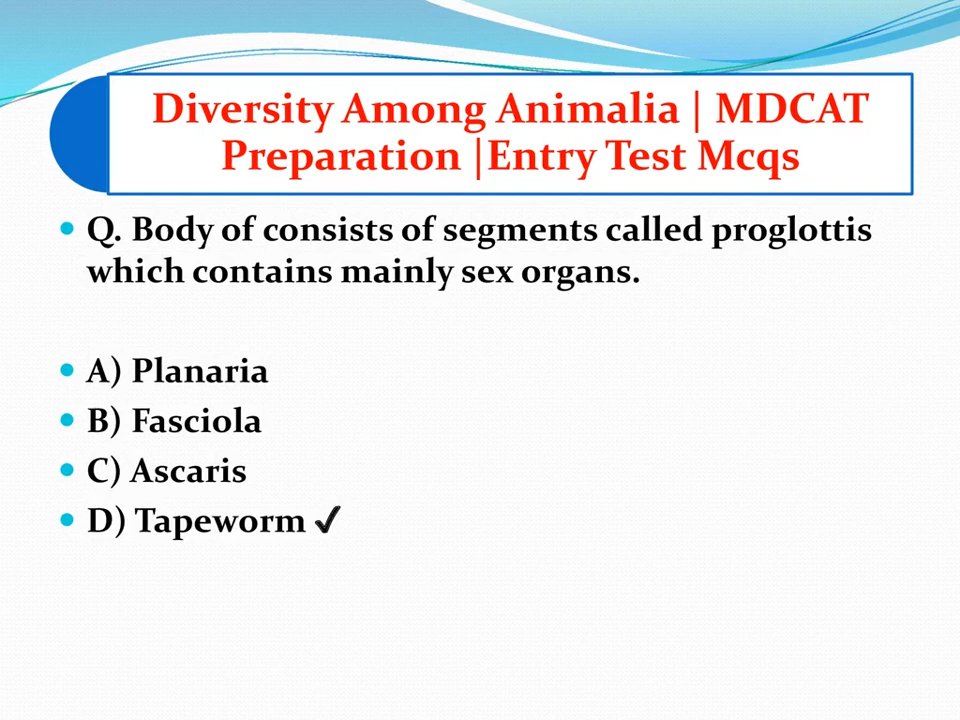 Diversity Among Animalia | MDCAT
Preparation |Entry Test Mcqs
• Q. Body of consists of segments called proglottis
which contains mainly sex organs.
• A) Planaria
• B) Fasciola
• C) Ascaris
• D) Tapeworm ✓